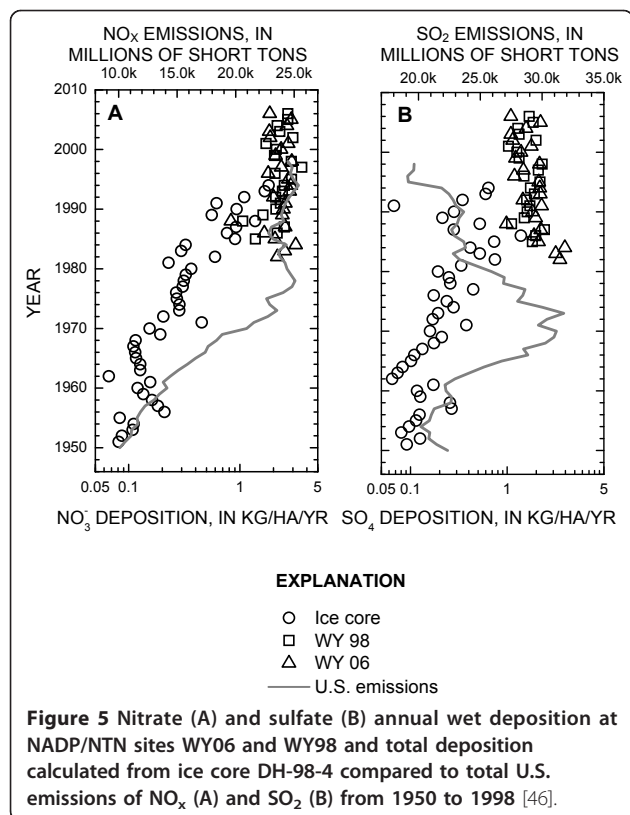 NOX EMISSIONS, IN
MILLIONS OF SHORT TONS
10.0k 15.0k 20.0k 25.0k
A
2010
2000
1990
1980
1970
1960
1950
YEAR
0.05 0.1 1 5
NO3- DEPOSITION, IN KG/HA/YR
SO2 EMISSIONS, IN
MILLIONS OF SHORT TONS
20.0k 25.0k 30.0k 35.0k
B
0.05 0.1 1 5
SO4 DEPOSITION, IN KG/HA/YR
EXPLANATION
Ice core
WY 98
WY 06
U.S. emissions
Figure 5 Nitrate (A) and sulfate (B) annual wet deposition at
NADP/NTN sites WY06 and WY98 and total deposition
calculated from ice core DH-98-4 compared to total U.S.
emissions of NOx (A) and SO2 (B) from 1950 to 1998 [46].